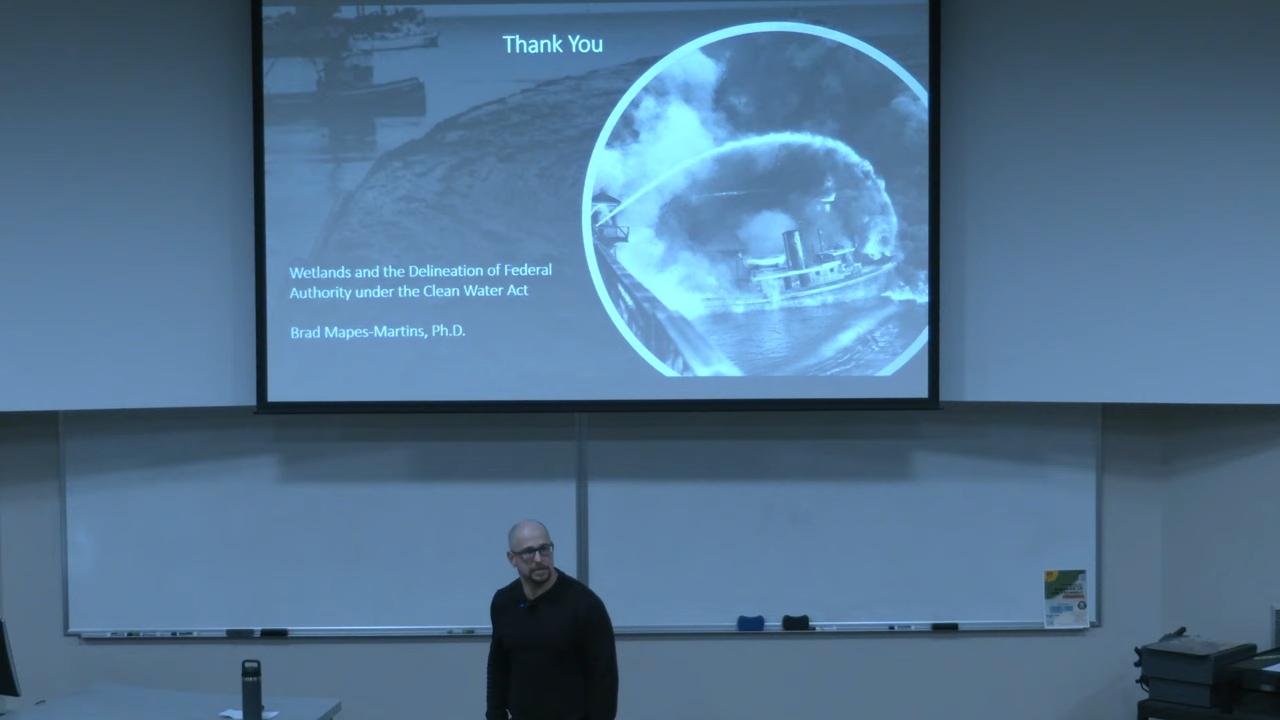 Thank You
Wetlands and the Delineation of Federal
Authority under the Clean Water Act
Brad Mapes-Martins, Ph.D.